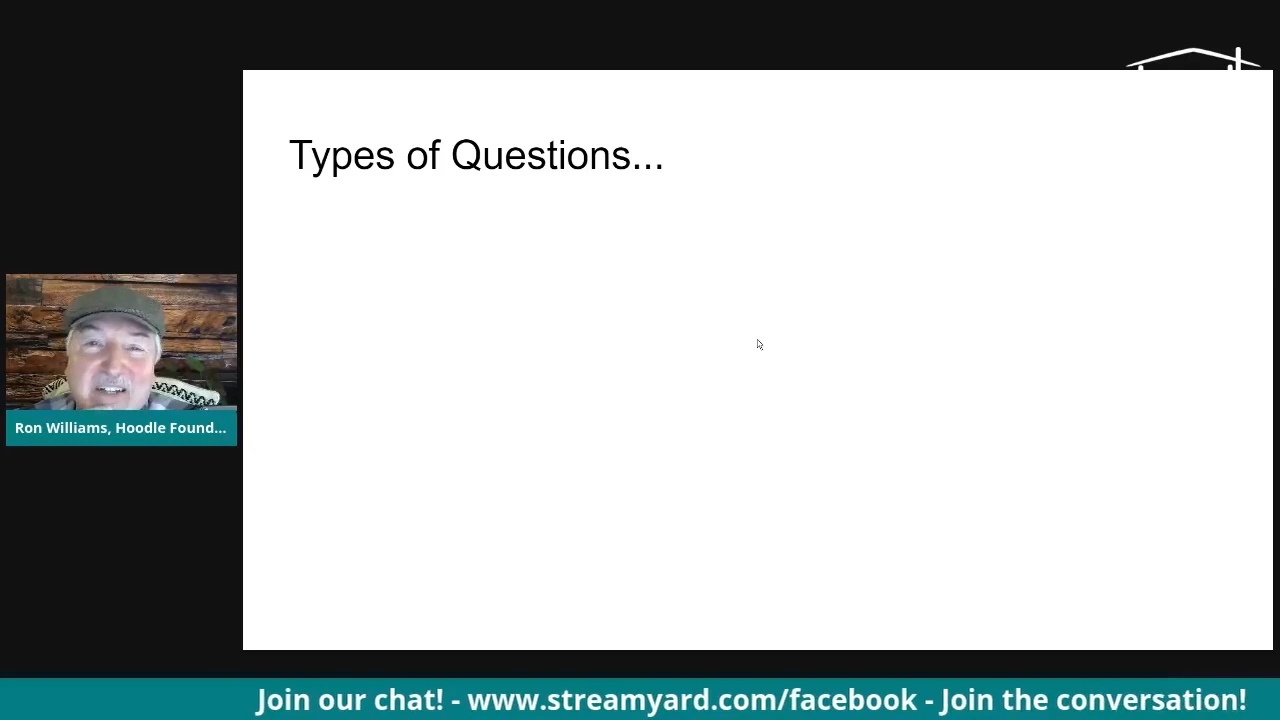 Types of Questions...
Ron Williams, Hoodle Found...
Join our chat! - www.streamyard.com/facebook - Join the conversation!